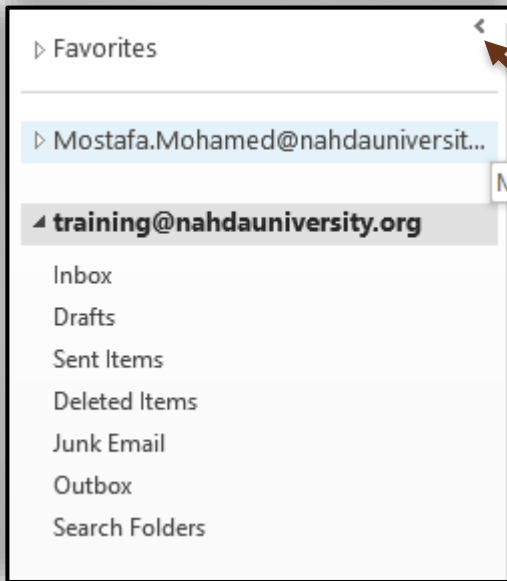 Favorites
Mostafa.Mohamed@nahdauniversit...
training@nahdauniversity.org
Inbox
Drafts
Sent Items
Deleted Items
Junk Email
Outbox
Search Folders